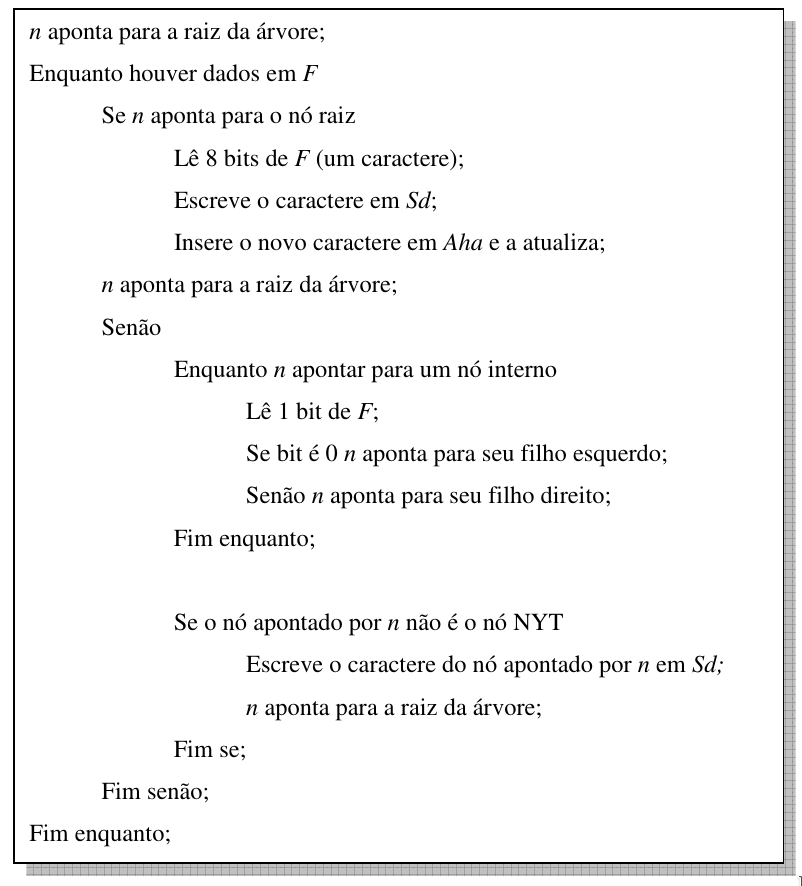 n aponta para a raiz da árvore;
Enquanto houver dados em F
Se n aponta para o nó raiz
Lê 8 bits de F (um caractere);
Escreve o caractere em Sd;
Insere o novo caractere em Aha e a atualiza;
n aponta para a raiz da árvore;
Senão
Enquanto n apontar para um nó interno
Lê 1 bit de F;
Se bit é 0 n aponta para seu filho esquerdo;
Senão n aponta para seu filho direito;
Fim enquanto;
Se o nó apontado por n não é o nó NYT
Escreve o caractere do nó apontado por n em Sd;
n aponta para a raiz da árvore;
Fim se;
Fim senão;
Fim enquanto;